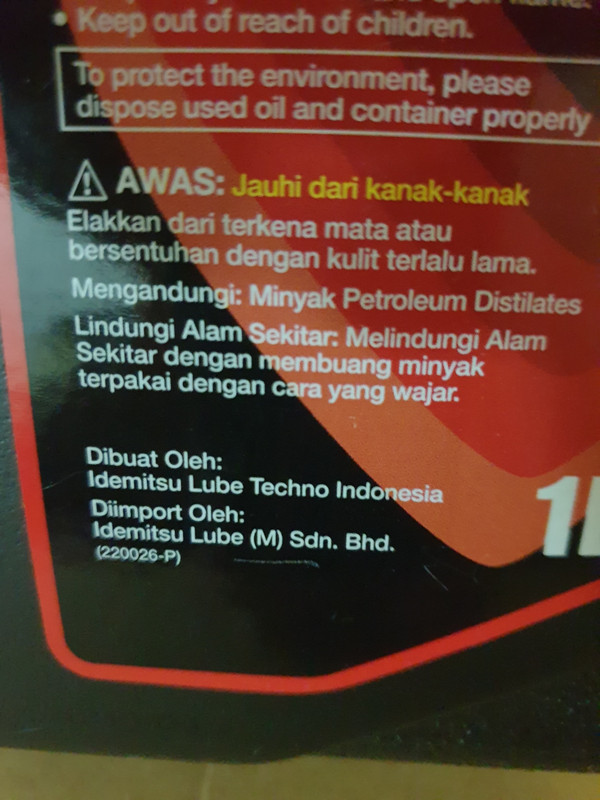 • Keep out of reach of children.
To protect the environment, please
dispose used oil and container properly
AWAS: Jauhi dari kanak-kanak
Elakkan dari terkena mata atau
bersentuhan dengan kulit terlalu lama.
Mengandungi: Minyak Petroleum Distilates
Lindungi Alam Sekitar: Melindungi Alam
Sekitar dengan membuang minyak
terpakai dengan cara yang wajar.
Dibuat Oleh:
Idemitsu Lube Techno Indonesia
Diimport Oleh:
Idemitsu Lube (M) Sdn. Bhd.
(220026-P)